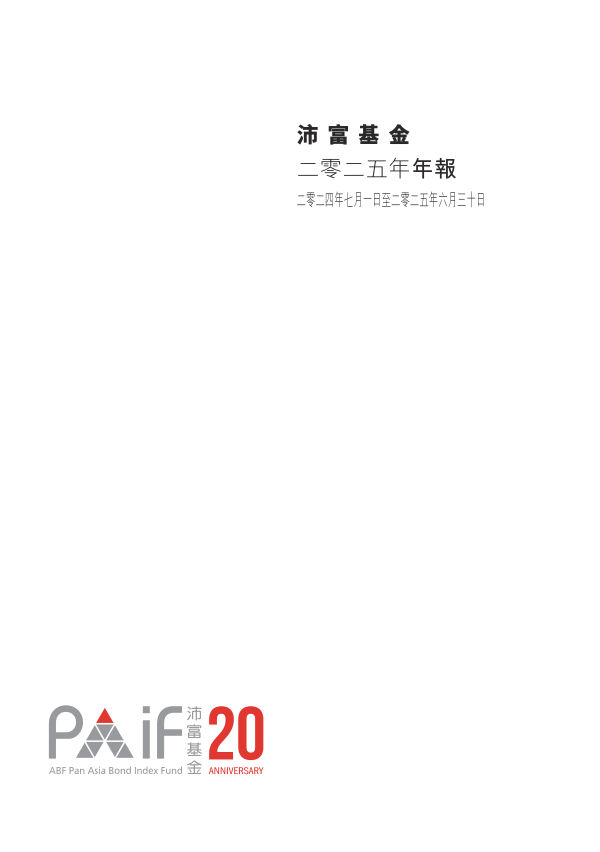 沛富基金
二零二五年年報
二零二四年七月一日至二零二五年六月三十日
PAiF
沛富基金
20
ABF Pan Asia Bond Index Fund
ANNIVERSARY